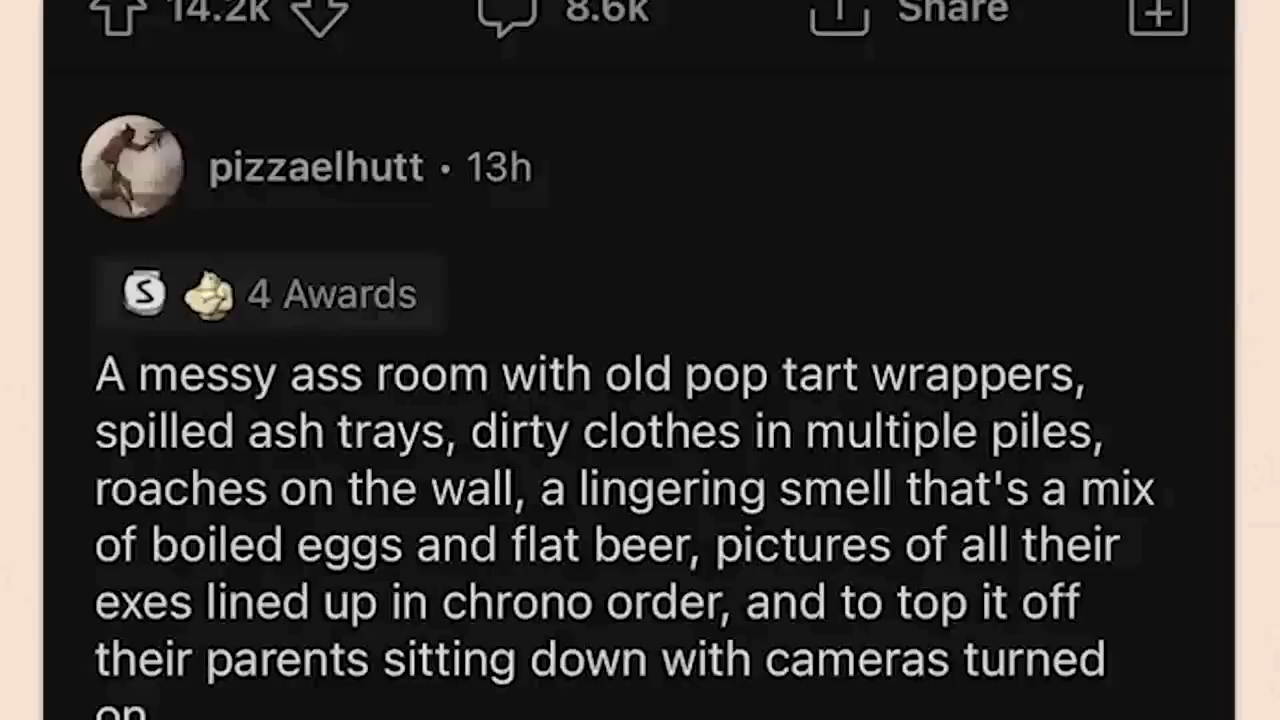 14.2k 8.6k Share
pizzaelhutt • 13h
S 4 Awards
A messy ass room with old pop tart wrappers,
spilled ash trays, dirty clothes in multiple piles,
roaches on the wall, a lingering smell that's a mix
of boiled eggs and flat beer, pictures of all their
exes lined up in chrono order, and to top it off
their parents sitting down with cameras turned
on